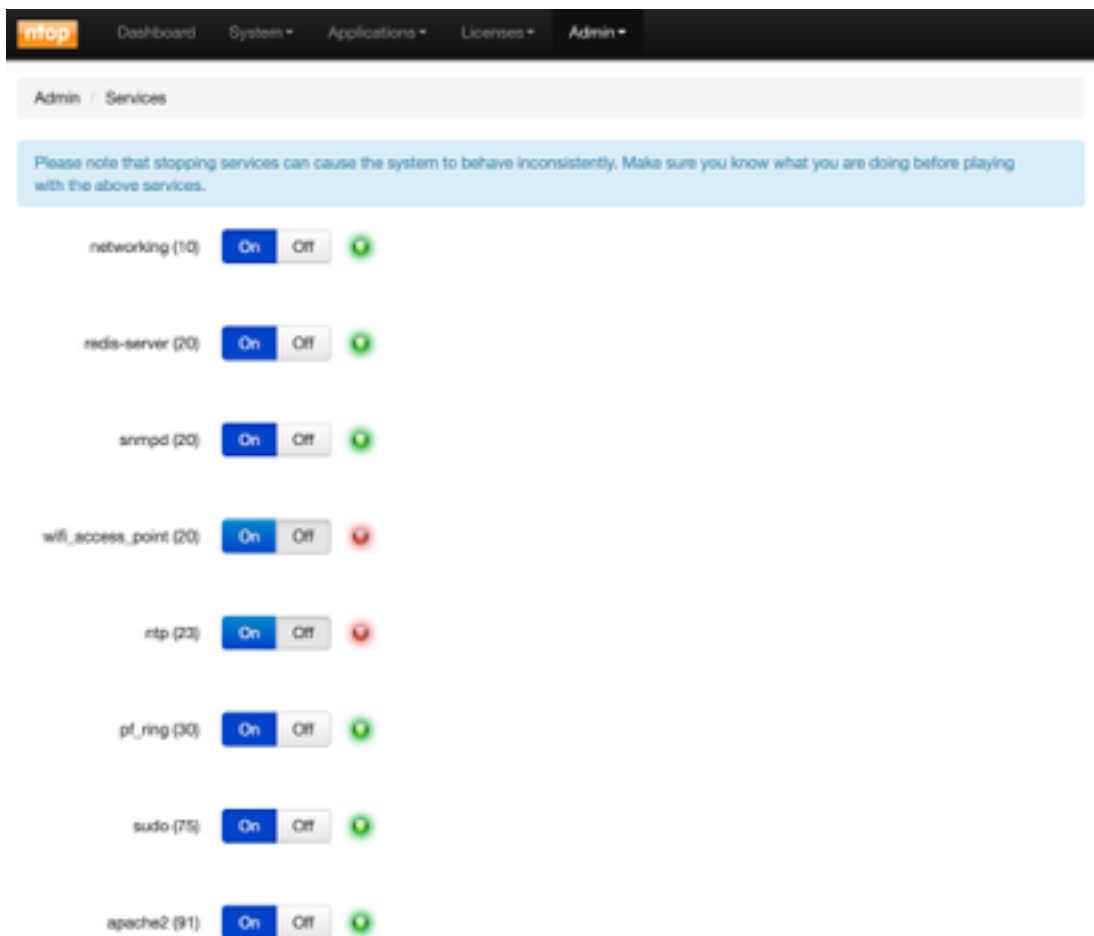 ntop Dashboard System Applications Licenses Admin
Admin / Services
Please note that stopping services can cause the system to behave inconsistently. Make sure you know what you are doing before playing
with the above services.
networking (10) On Off
redis-server (20) On Off
snmpd (20) On Off
wifi_access_point (20) On Off
ntp (23) On Off
pf_ring (30) On Off
sudo (75) On Off
apache2 (91) On Off